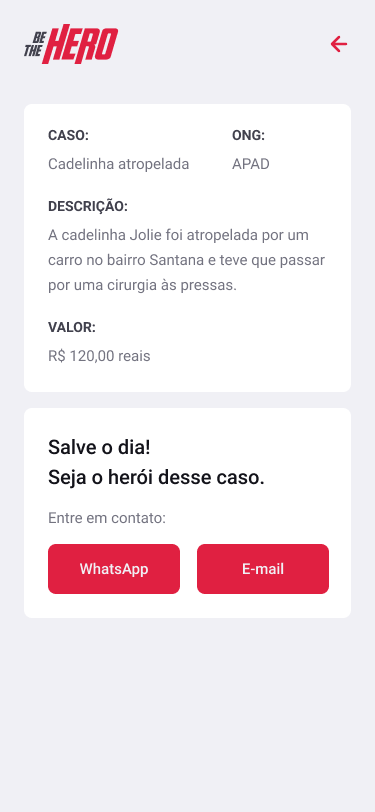 BE
THE HERO
CASO: ONG:
Cadelinha atropelada APAD
DESCRIÇÃO:
A cadelinha Jolie foi atropelada por um
carro no bairro Santana e teve que passar
por uma cirurgia às pressas.
VALOR:
R$ 120,00 reais
Salve o dia!
Seja o herói desse caso.
Entre em contato:
WhatsApp E-mail